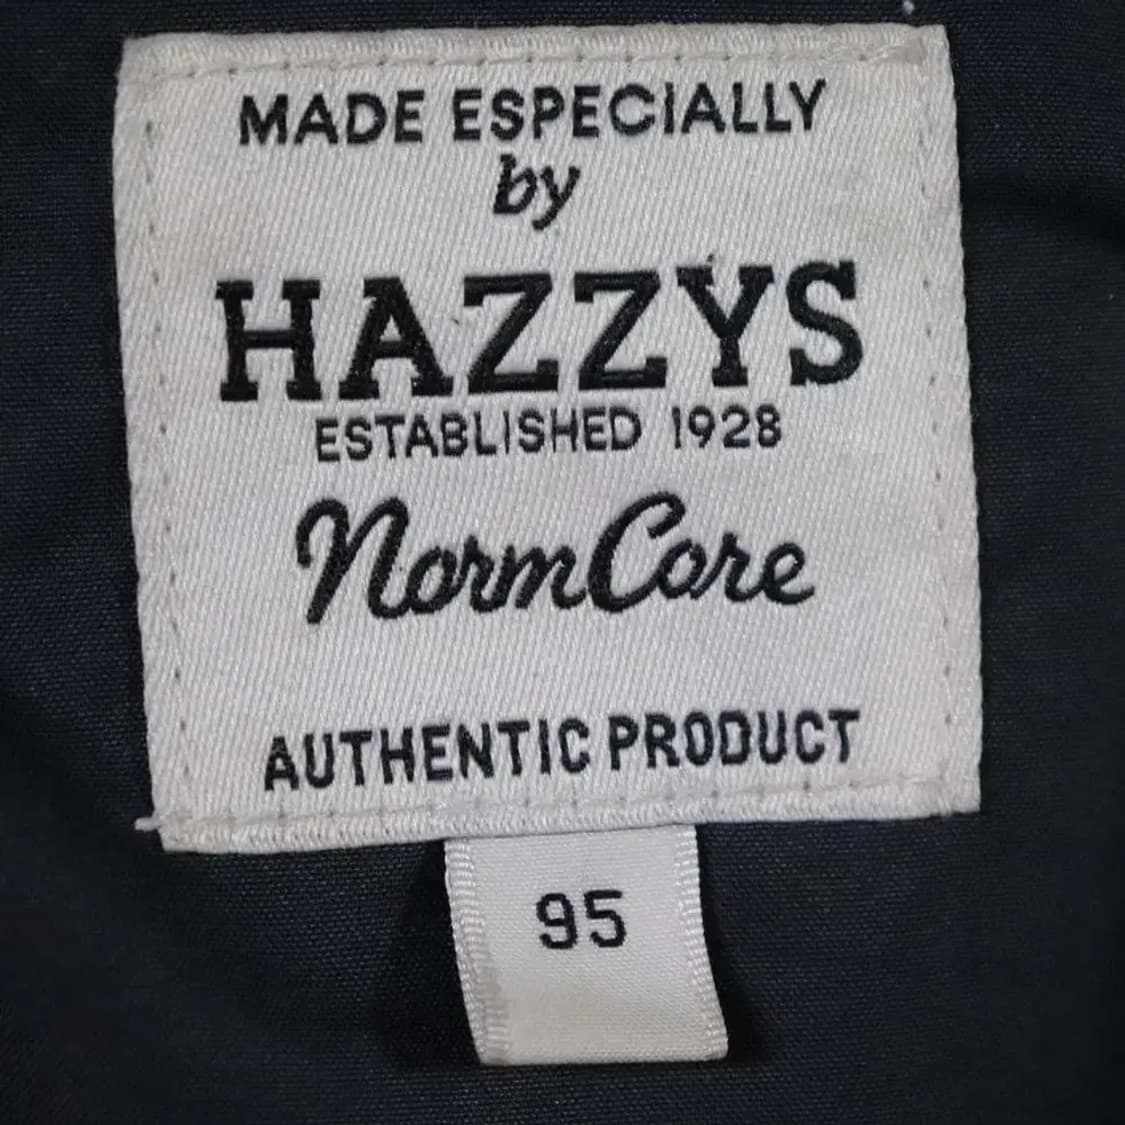 MADE ESPECIALLY
by
HAZZYS
ESTABLISHED 1928
NormCore
AUTHENTIC PRODUCT
95